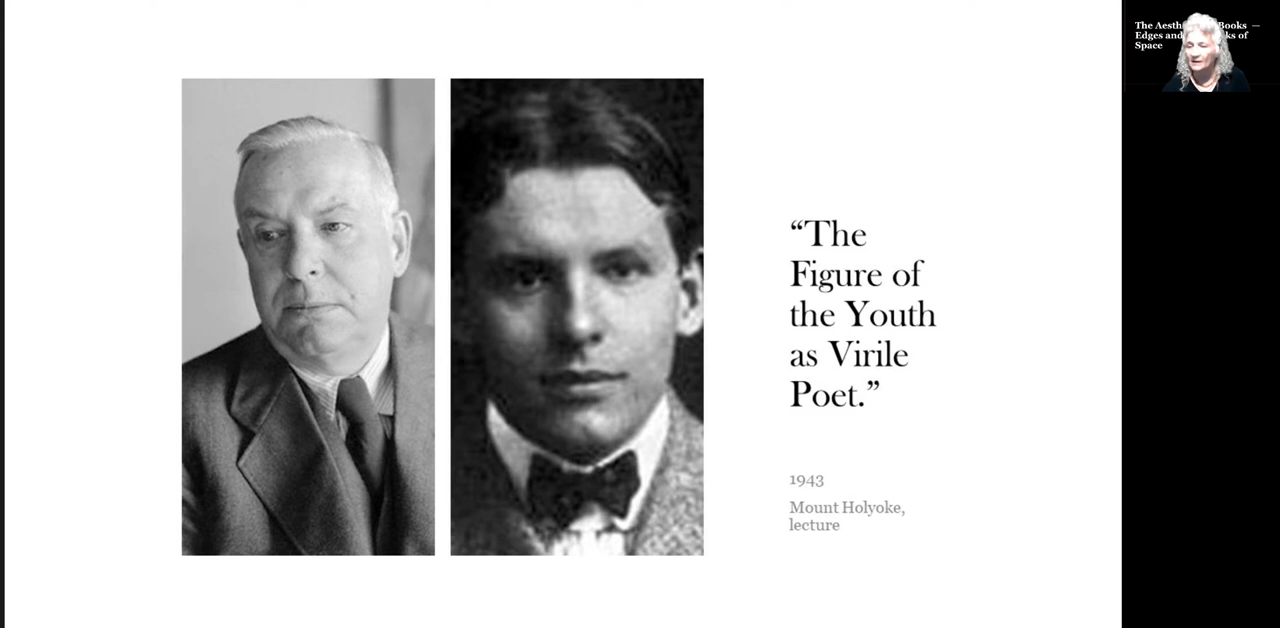 “The
Figure of
the Youth
as Virile
Poet.”
1943
Mount Holyoke,
lecture
The Aesth Books —
Edges and ks of
Space